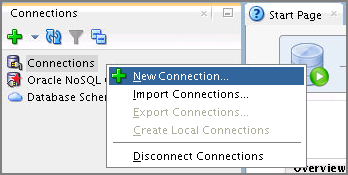 Connections
Start Page
Connections
Oracle NoSQL
Database Schem
New Connection...
Import Connections...
Export Connections...
Create Local Connections
Disconnect Connections
Overview